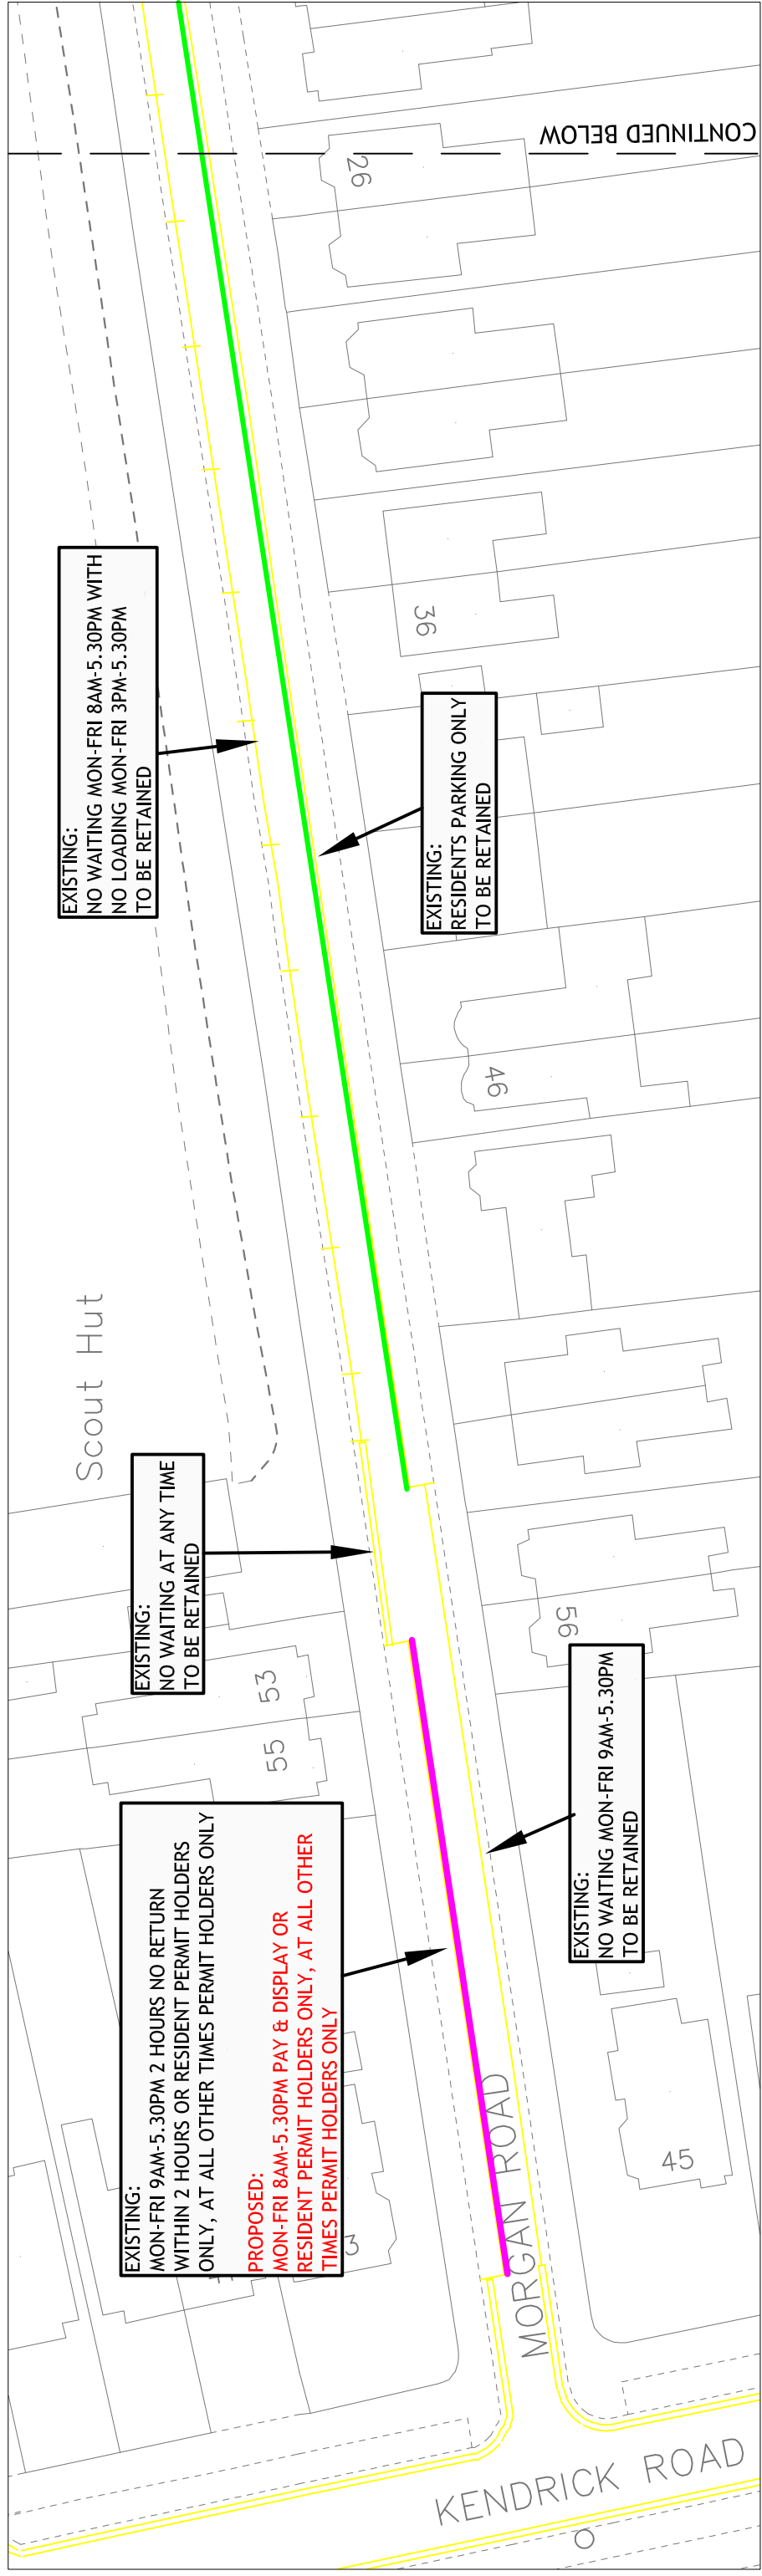 EXISTING:
MON-FRI 9AM-5.30PM 2 HOURS NO RETURN
WITHIN 2 HOURS OR RESIDENT PERMIT HOLDERS
ONLY, AT ALL OTHER TIMES PERMIT HOLDERS ONLY
PROPOSED:
MON-FRI 8AM-5.30PM PAY & DISPLAY OR
RESIDENT PERMIT HOLDERS ONLY, AT ALL OTHER
TIMES PERMIT HOLDERS ONLY
EXISTING:
NO WAITING AT ANY TIME
TO BE RETAINED
Scout Hut
EXISTING:
NO WAITING MON-FRI 8AM-5.30PM WITH
NO LOADING MON-FRI 3PM-5.30PM
TO BE RETAINED
EXISTING:
NO WAITING MON-FRI 9AM-5.30PM
TO BE RETAINED
EXISTING:
RESIDENTS PARKING ONLY
TO BE RETAINED
KENDRICK ROAD
MORGAN ROAD
3
55
53
45
56
46
36
26
CONTINUED BELOW